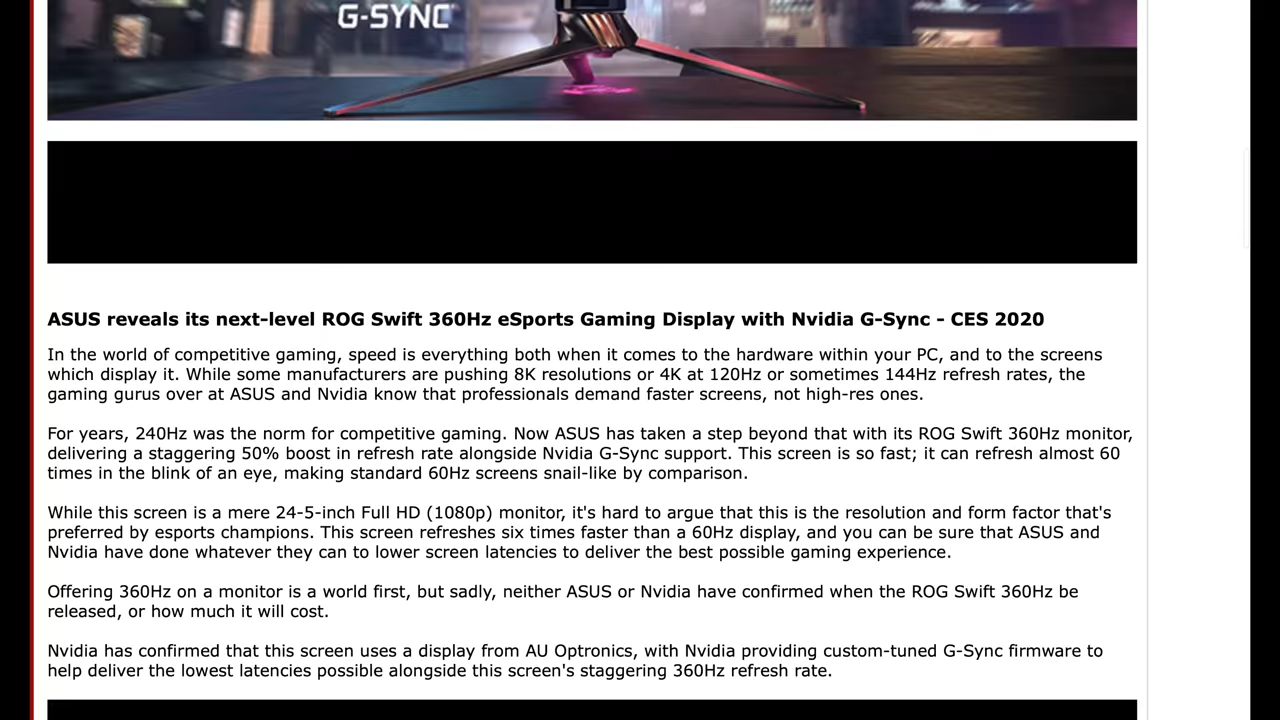 G-SYNC
ASUS reveals its next-level ROG Swift 360Hz eSports Gaming Display with Nvidia G-Sync - CES 2020
In the world of competitive gaming, speed is everything both when it comes to the hardware within your PC, and to the screens
which display it. While some manufacturers are pushing 8K resolutions or 4K at 120Hz or sometimes 144Hz refresh rates, the
gaming gurus over at ASUS and Nvidia know that professionals demand faster screens, not high-res ones.
For years, 240Hz was the norm for competitive gaming. Now ASUS has taken a step beyond that with its ROG Swift 360Hz monitor,
delivering a staggering 50% boost in refresh rate alongside Nvidia G-Sync support. This screen is so fast; it can refresh almost 60
times in the blink of an eye, making standard 60Hz screens snail-like by comparison.
While this screen is a mere 24-5-inch Full HD (1080p) monitor, it's hard to argue that this is the resolution and form factor that's
preferred by esports champions. This screen refreshes six times faster than a 60Hz display, and you can be sure that ASUS and
Nvidia have done whatever they can to lower screen latencies to deliver the best possible gaming experience.
Offering 360Hz on a monitor is a world first, but sadly, neither ASUS or Nvidia have confirmed when the ROG Swift 360Hz be
released, or how much it will cost.
Nvidia has confirmed that this screen uses a display from AU Optronics, with Nvidia providing custom-tuned G-Sync firmware to
help deliver the lowest latencies possible alongside this screen's staggering 360Hz refresh rate.